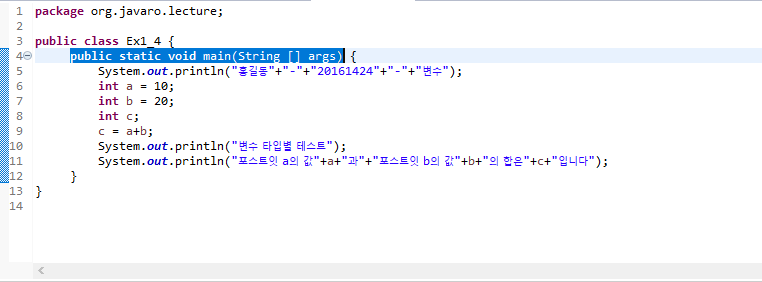 1 package org.javaro.lecture;
2
3 public class Ex1_4 {
4 public static void main(String [] args) {
5 System.out.println("홍길동"+"-"+"20161424"+"-"+"변수");
6 int a = 10;
7 int b = 20;
8 int c;
9 c = a+b;
10 System.out.println("변수 타입별 테스트");
11 System.out.println("포스트잇 a의 값"+a+"과"+"포스트잇 b의 값"+b+"의 합은"+c+"입니다");
12 }
13 }
14